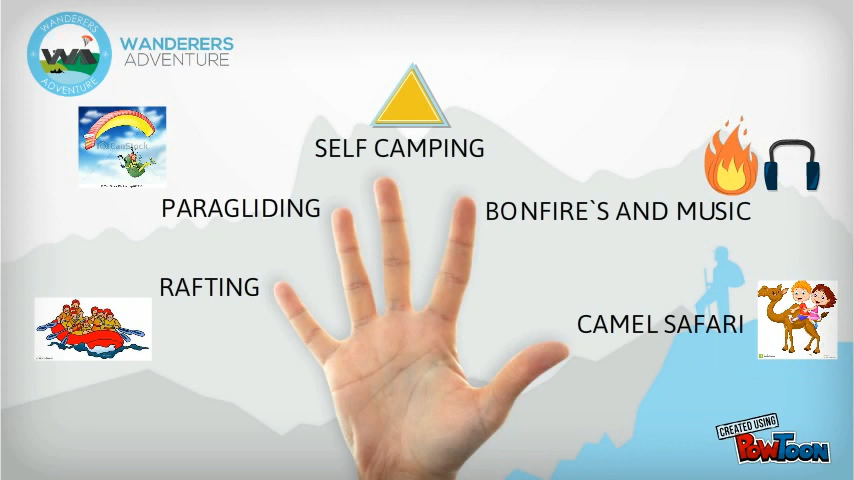 WANDERERS
ADVENTURE
WANDERERS
ADVENTURE
SELF CAMPING
PARAGLIDING
BONFIRE`S AND MUSIC
RAFTING
CAMEL SAFARI
CREATED USING
POWTOON